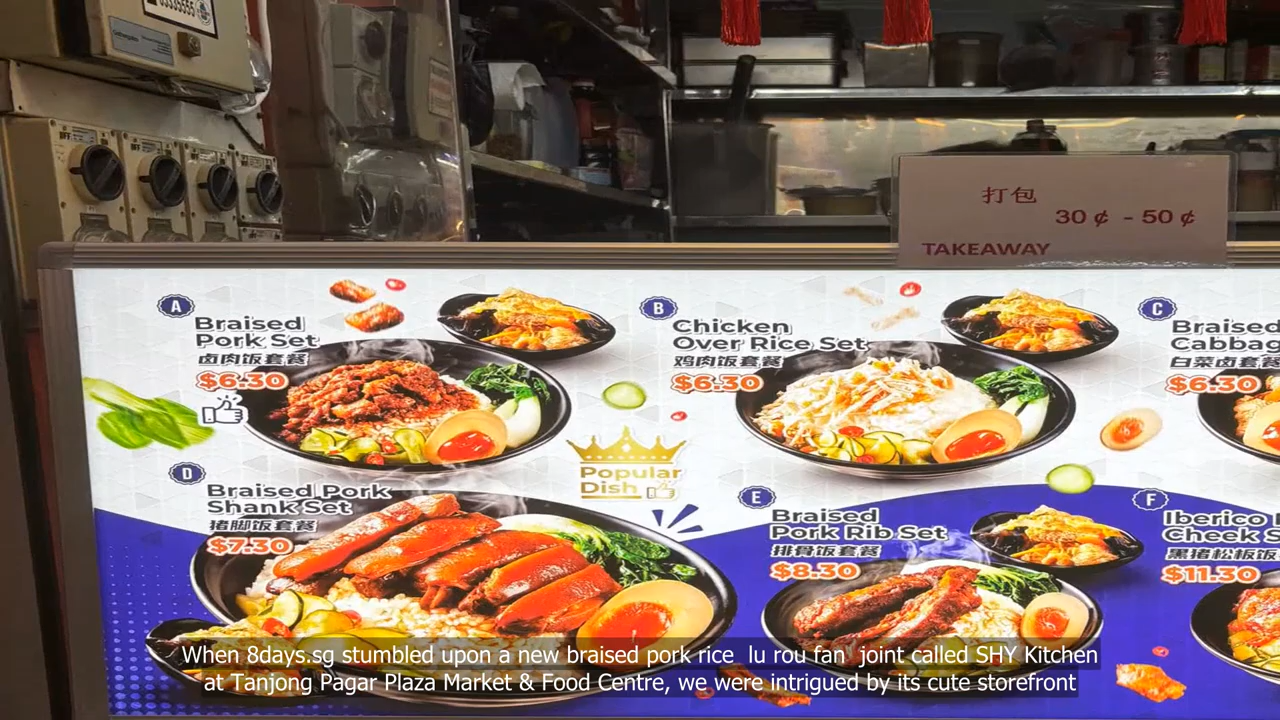 打包
30 ¢ - 50 ¢
TAKEAWAY
A
Braised
Pork Set
卤肉饭套餐
$6.30
B
Chicken
Over Rice Set
鸡肉饭套餐
$6.30
C
Braised
Cabbag
白菜卤套餐
$6.30
Popular
Dish
D
Braised Pork
Shank Set
猪脚饭套餐
$7.30
E
Braised
Pork Rib Set
排骨饭套餐
$8.30
F
Iberico
Cheek S
黑猪松板饭
$11.30
When 8days.sg stumbled upon a new braised pork rice lu rou fan joint called SHY Kitchen
at Tanjong Pagar Plaza Market & Food Centre, we were intrigued by its cute storefront